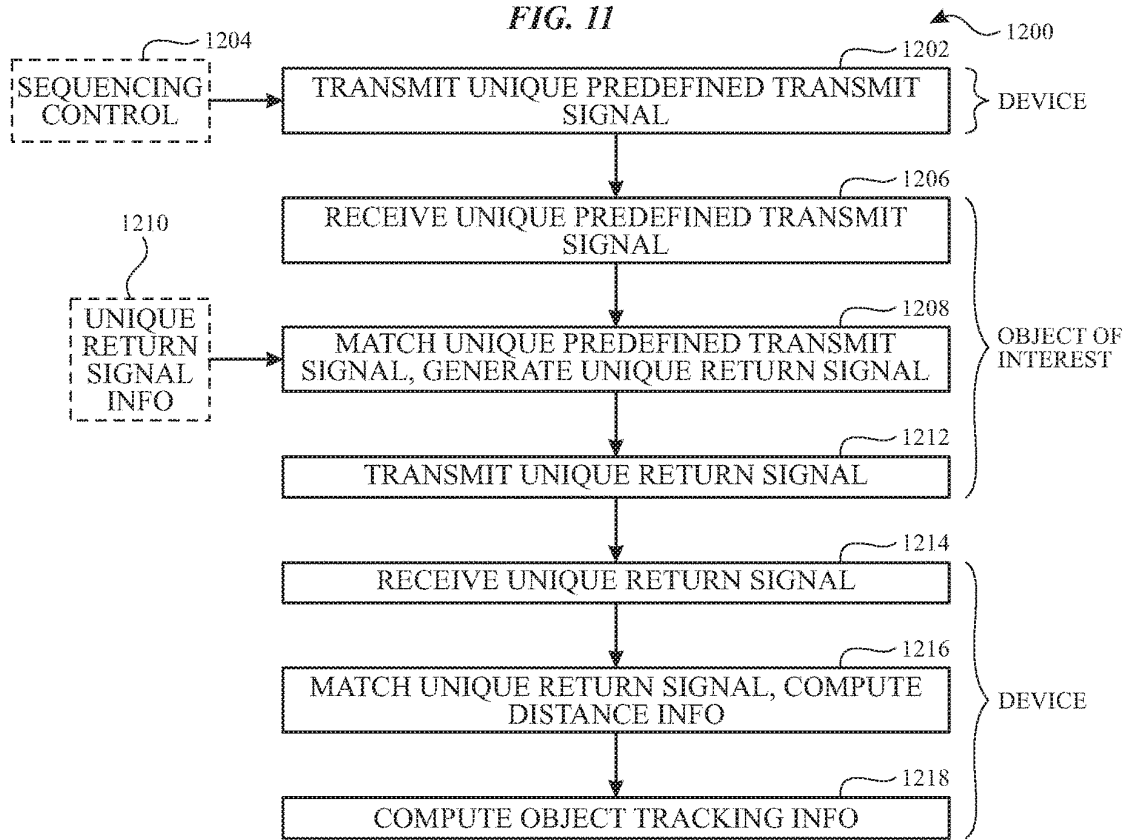 FIG. 11
1200
1204
SEQUENCING
CONTROL
1202
TRANSMIT UNIQUE PREDEFINED TRANSMIT
SIGNAL
DEVICE
1206
RECEIVE UNIQUE PREDEFINED TRANSMIT
SIGNAL
1210
UNIQUE
RETURN
SIGNAL
INFO
1208
MATCH UNIQUE PREDEFINED TRANSMIT
SIGNAL, GENERATE UNIQUE RETURN SIGNAL
OBJECT OF
INTEREST
1212
TRANSMIT UNIQUE RETURN SIGNAL
1214
RECEIVE UNIQUE RETURN SIGNAL
1216
MATCH UNIQUE RETURN SIGNAL, COMPUTE
DISTANCE INFO
DEVICE
1218
COMPUTE OBJECT TRACKING INFO